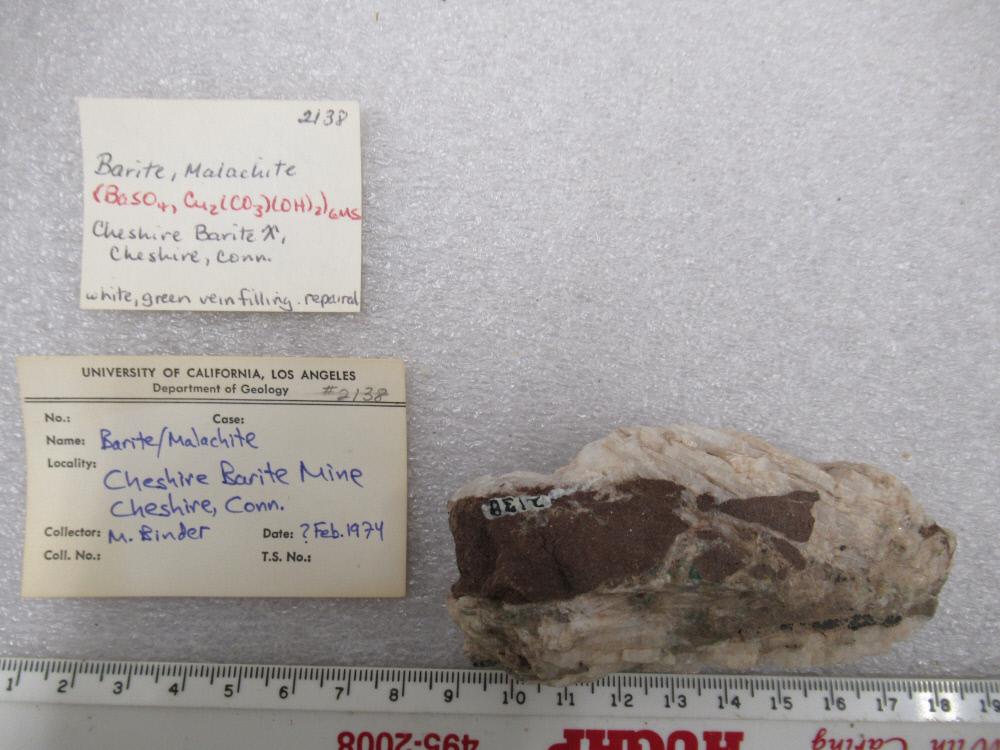 2138
Barite, Malachite
(BaSO4, Cu2(CO3)(OH)2) 6MS
Cheshire Barite X,
Cheshire, Conn.
white, green vein filling. repaired
UNIVERSITY OF CALIFORNIA, LOS ANGELES
Department of Geology #2138
No.: Case:
Name: Barite/Malachite
Locality:
Cheshire Barite Mine
Cheshire, Conn.
Collector: M. Binder Date: ? Feb. 1974
Coll. No.: T.S. No.:
2138
1 2 3 4 5 6 7 8 9 10 11 12 13 14 15 16 17 18 19
495-2008
With Caring